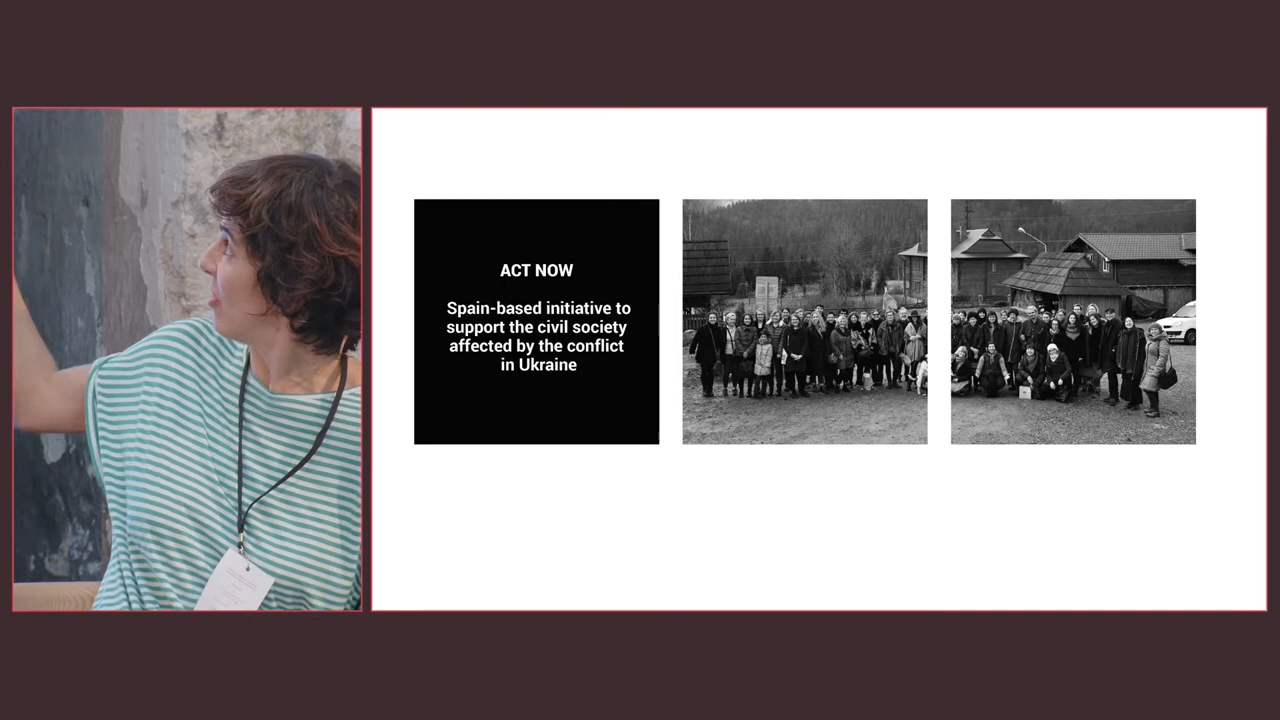 ACT NOW
Spain-based initiative to
support the civil society
affected by the conflict
in Ukraine